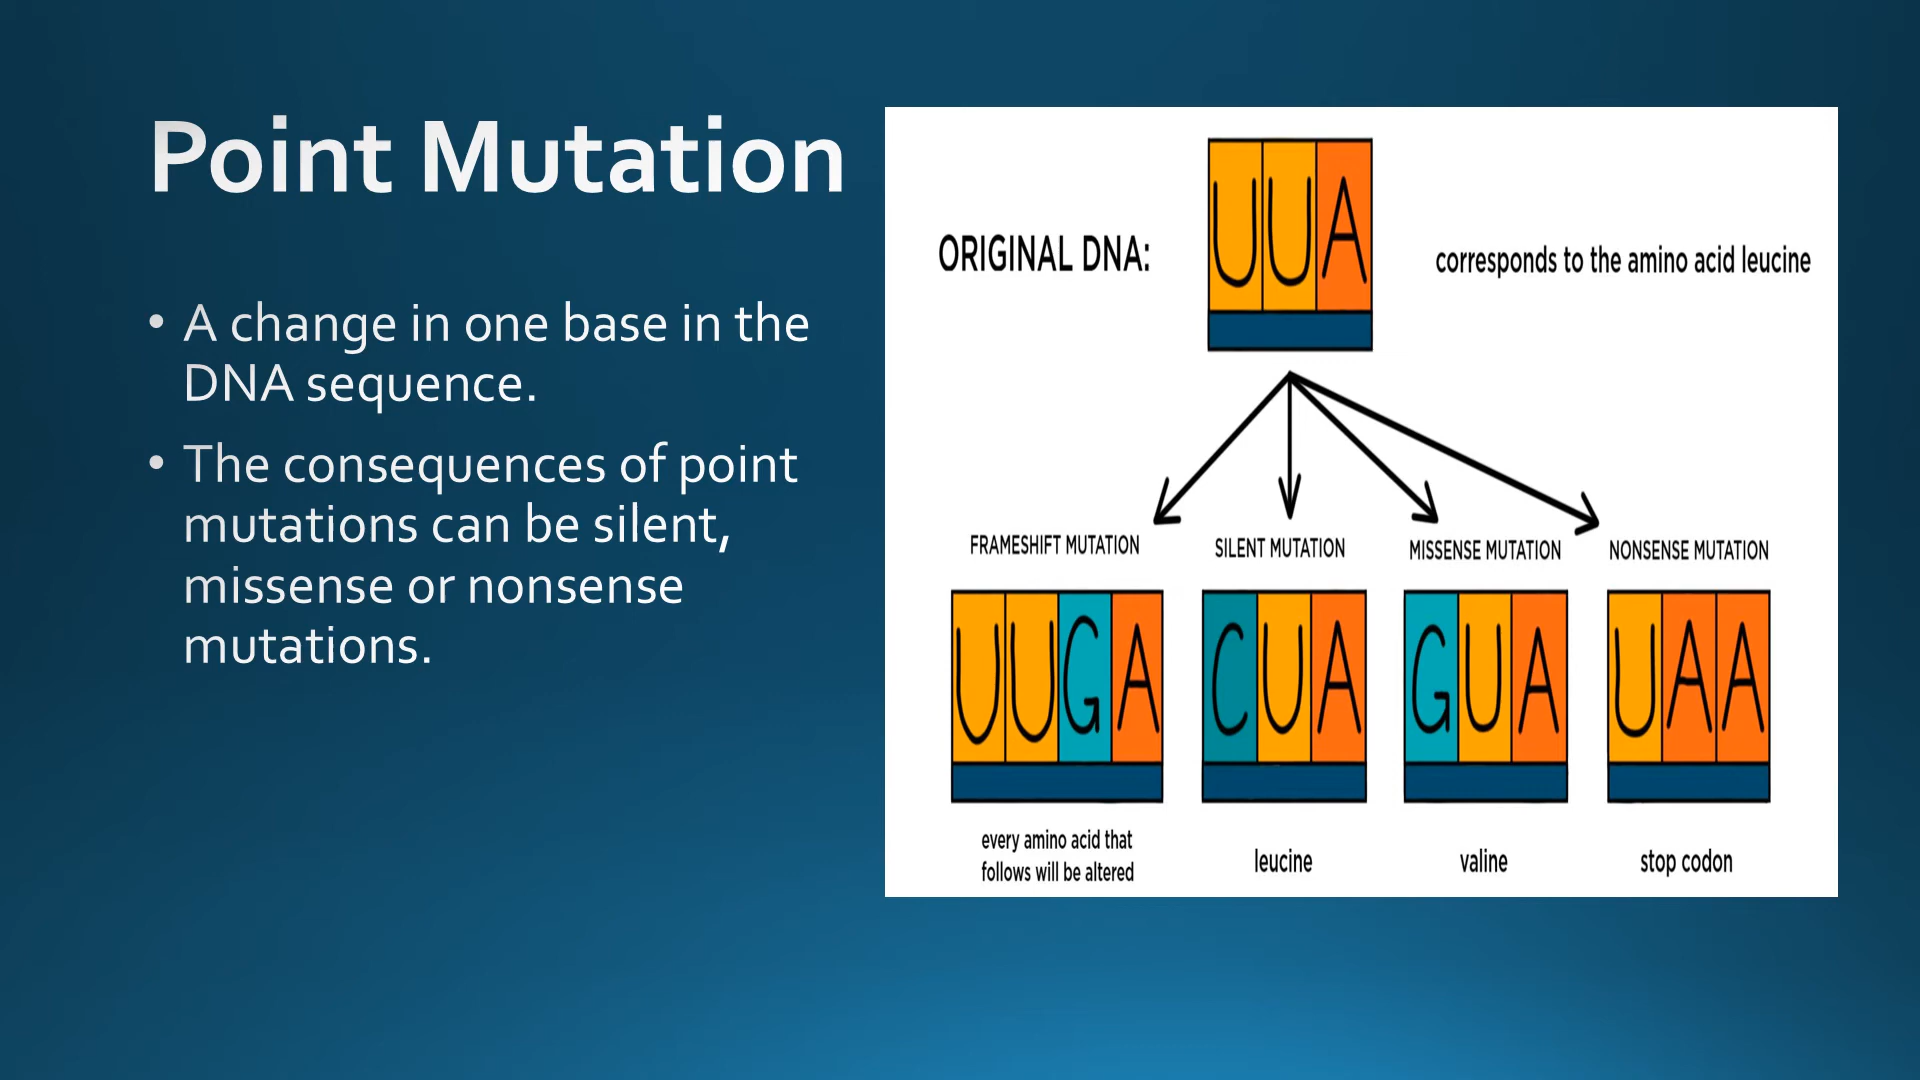 Point Mutation
• A change in one base in the
DNA sequence.
• The consequences of point
mutations can be silent,
missense or nonsense
mutations.
ORIGINAL DNA:
UUA
corresponds to the amino acid leucine
FRAMESHIFT MUTATION
SILENT MUTATION
MISSENSE MUTATION
NONSENSE MUTATION
UUGA
CUA
GUA
UAA
every amino acid that
follows will be altered
leucine
valine
stop codon